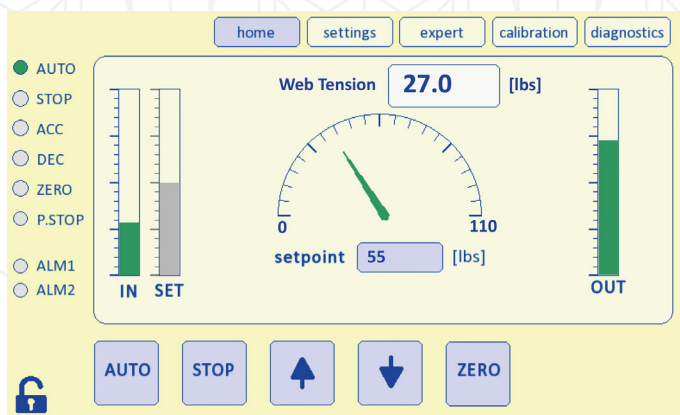 home settings expert calibration diagnostics
AUTO
STOP
ACC
DEC
ZERO
P.STOP
ALM1
ALM2
Web Tension 27.0 [lbs]
0 110
setpoint 55 [lbs]
IN SET OUT
AUTO STOP ZERO